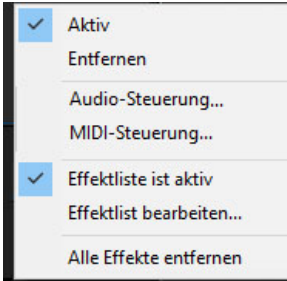 Aktiv
Entfernen
Audio-Steuerung...
MIDI-Steuerung...
Effektliste ist aktiv
Effektlist bearbeiten...
Alle Effekte entfernen